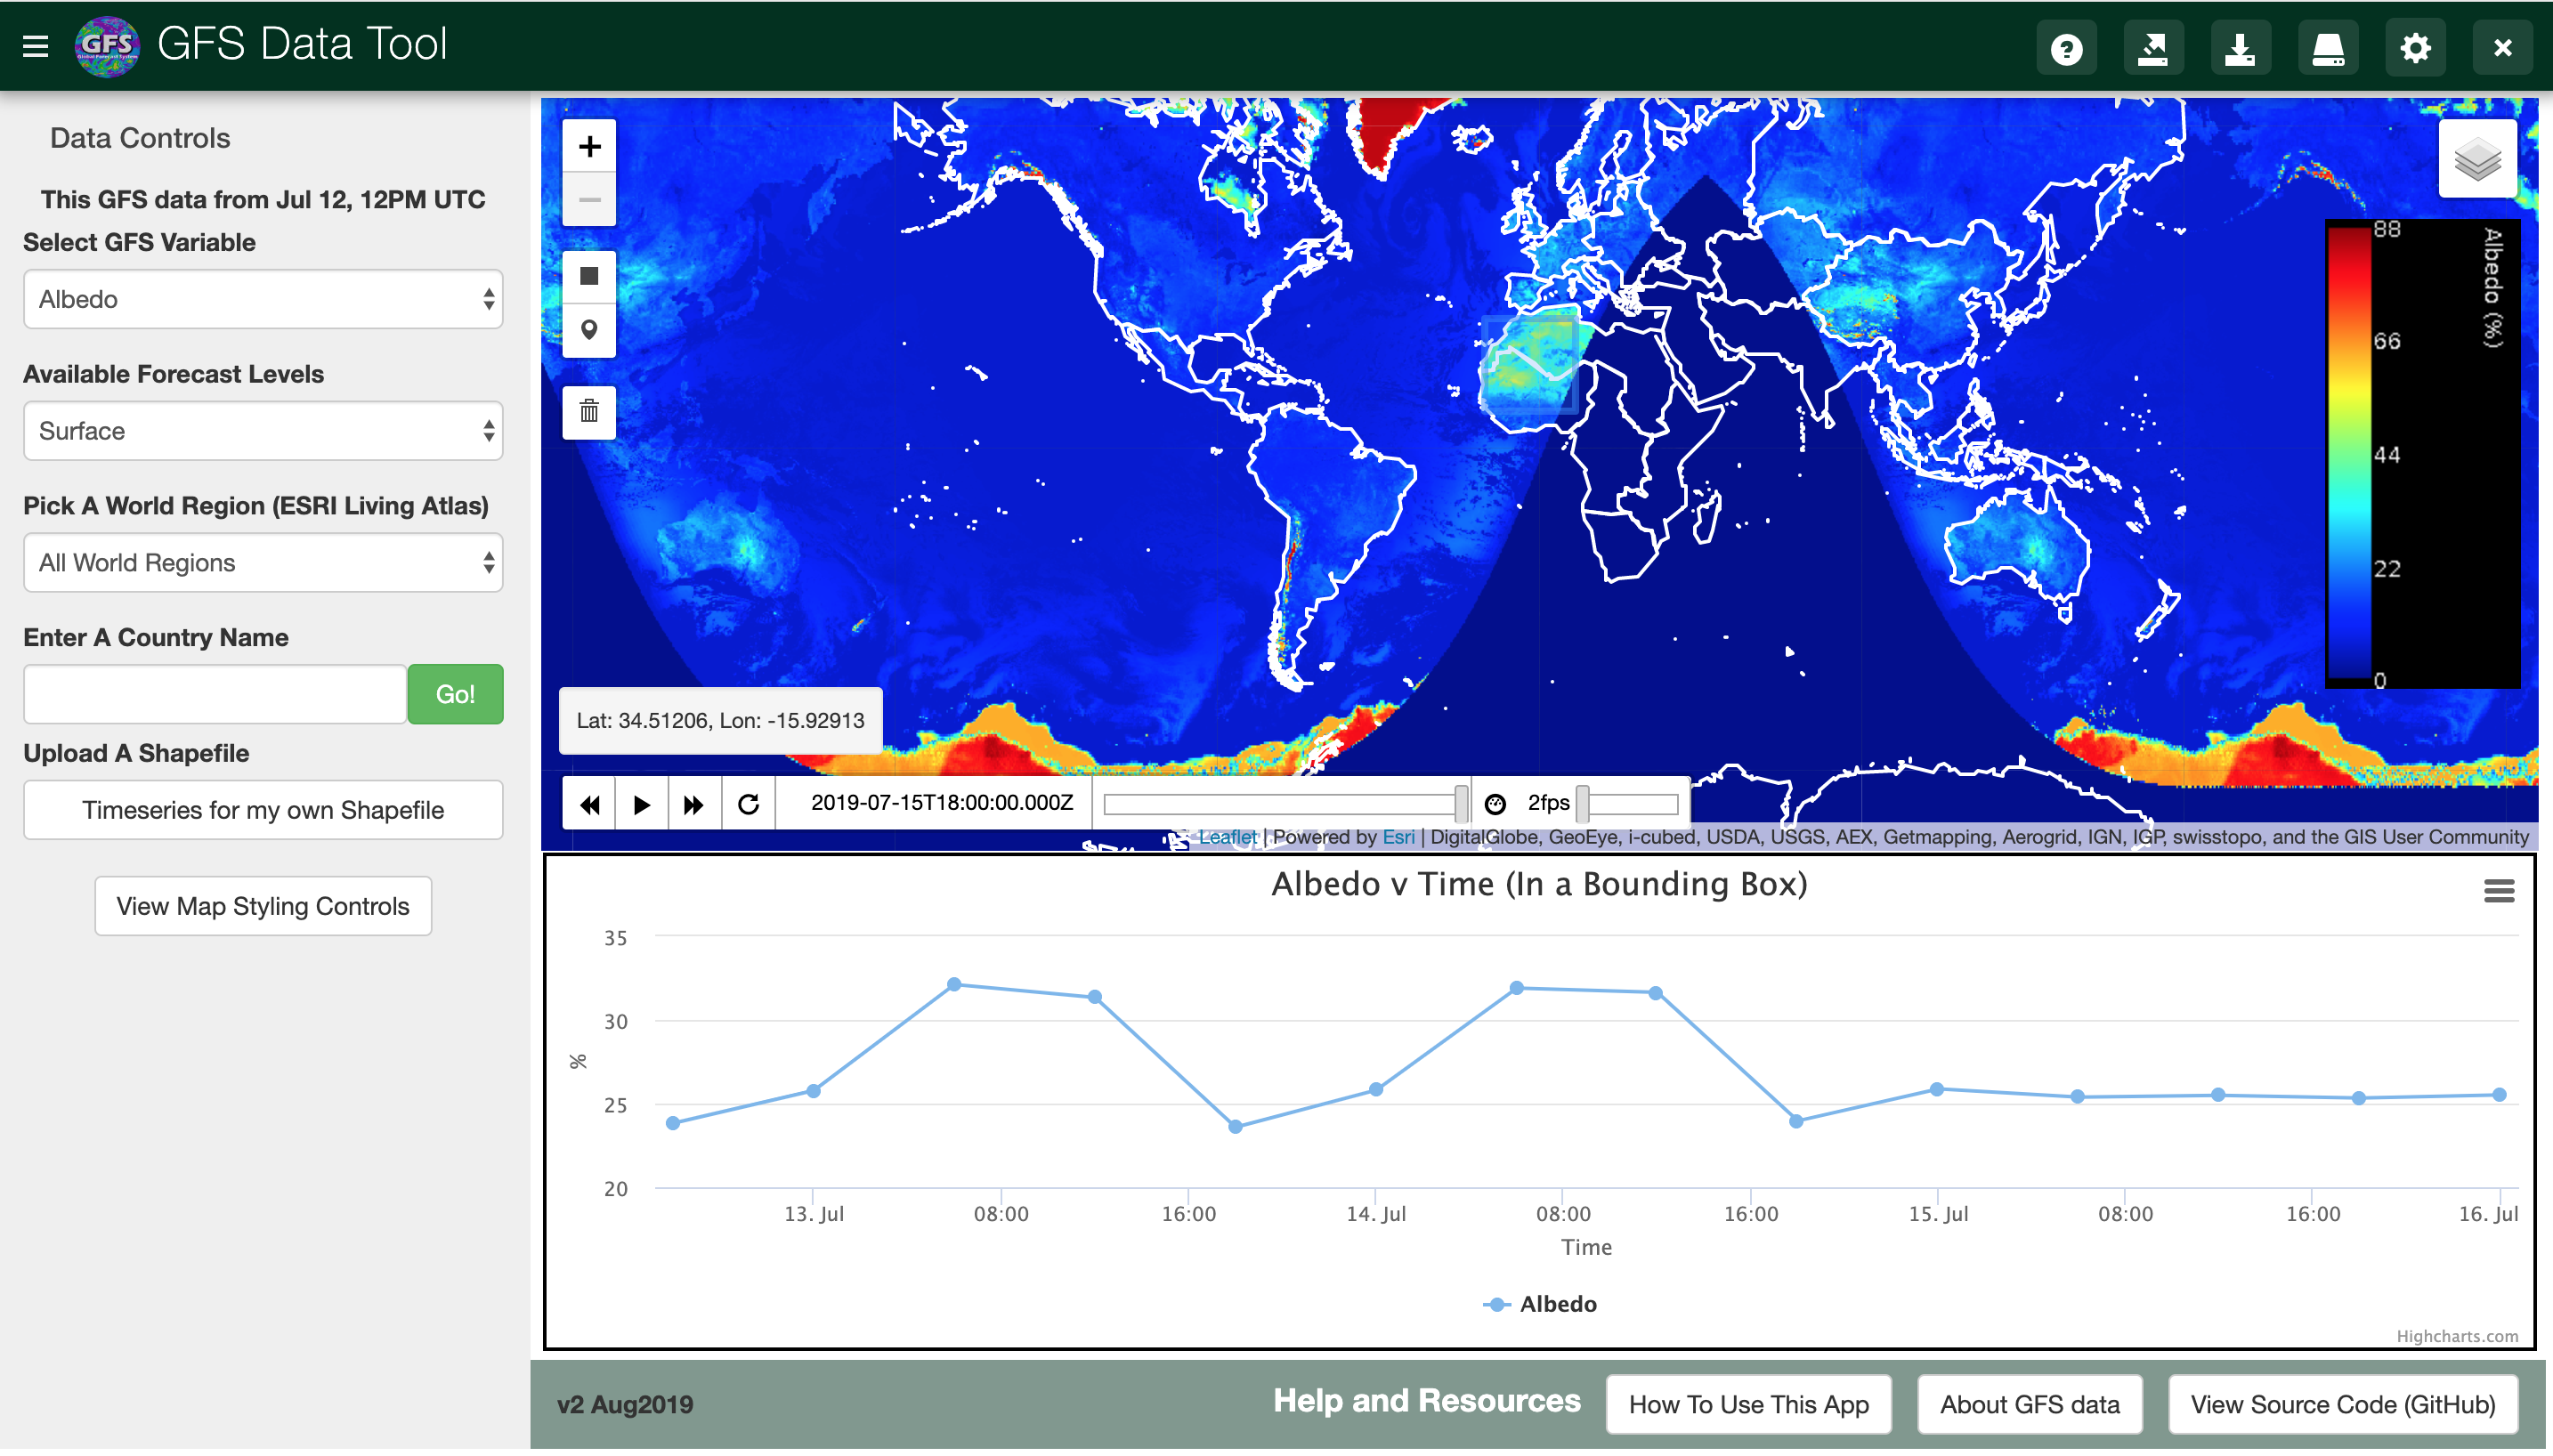 GFS
Global Forecast System
GFS Data Tool
Data Controls
This GFS data from Jul 12, 12PM UTC
Select GFS Variable
Albedo
Available Forecast Levels
Surface
Pick A World Region (ESRI Living Atlas)
All World Regions
Enter A Country Name
Go!
Upload A Shapefile
Timeseries for my own Shapefile
View Map Styling Controls
+
−
88
66
44
22
0
Albedo (%)
Lat: 34.51206, Lon: -15.92913
2019-07-15T18:00:00.000Z
2fps
Leaflet | Powered by Esri | DigitalGlobe, GeoEye, i-cubed, USDA, USGS, AEX, Getmapping, Aerogrid, IGN, IGP, swisstopo, and the GIS User Community
Albedo v Time (In a Bounding Box)
35
30
25
20
%
13. Jul 08:00 16:00 14. Jul 08:00 16:00 15. Jul 08:00 16:00 16. Jul
Time
Albedo
Highcharts.com
v2 Aug2019
Help and Resources
How To Use This App
About GFS data
View Source Code (GitHub)